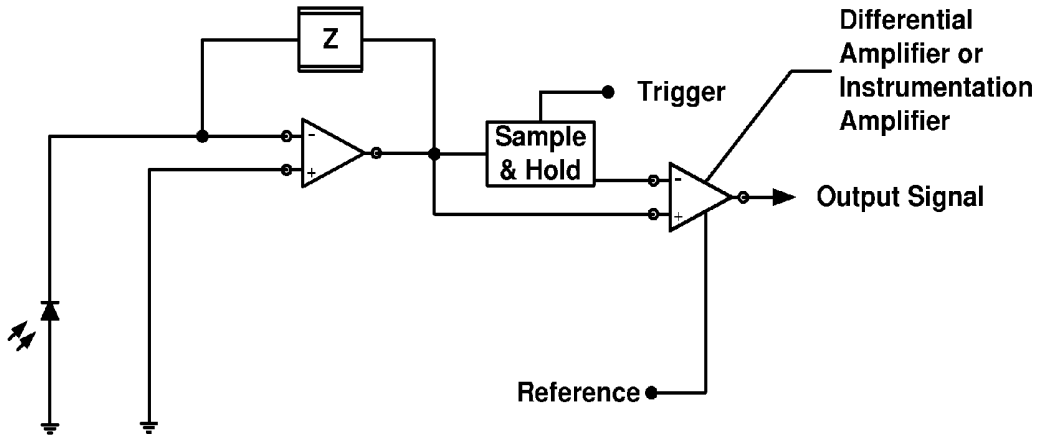 Z
Differential
Amplifier or
Instrumentation
Amplifier
Trigger
Sample
& Hold
-
+
-
+
Output Signal
Reference